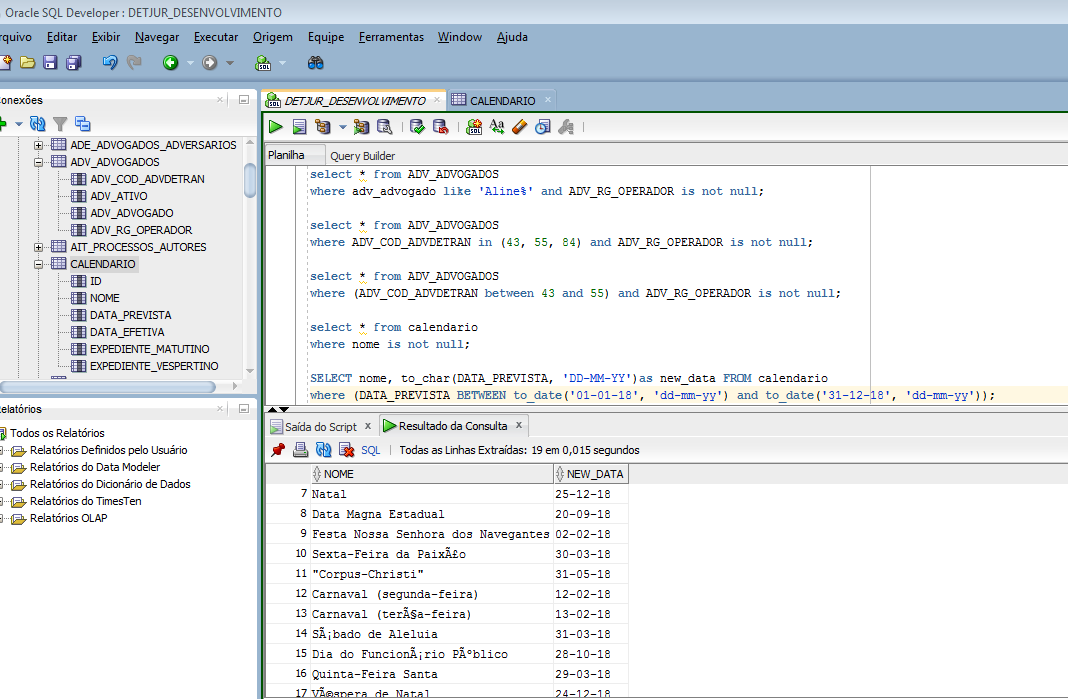 Oracle SQL Developer : DETJUR_DESENVOLVIMENTO
rquivo Editar Exibir Navegar Executar Origem Equipe Ferramentas Window Ajuda
onexões
ADE_ADVOGADOS_ADVERSARIOS
ADV_ADVOGADOS
ADV_COD_ADVDETRAN
ADV_ATIVO
ADV_ADVOGADO
ADV_RG_OPERADOR
AIT_PROCESSOS_AUTORES
CALENDARIO
ID
NOME
DATA_PREVISTA
DATA_EFETIVA
EXPEDIENTE_MATUTINO
EXPEDIENTE_VESPERTINO
elatórios
Todos os Relatórios
Relatórios Definidos pelo Usuário
Relatórios do Data Modeler
Relatórios do Dicionário de Dados
Relatórios do TimesTen
Relatórios OLAP
DETJUR_DESENVOLVIMENTO CALENDARIO
Planilha Query Builder
select * from ADV_ADVOGADOS
where adv_advogado like 'Aline%' and ADV_RG_OPERADOR is not null;
select * from ADV_ADVOGADOS
where ADV_COD_ADVDETRAN in (43, 55, 84) and ADV_RG_OPERADOR is not null;
select * from ADV_ADVOGADOS
where (ADV_COD_ADVDETRAN between 43 and 55) and ADV_RG_OPERADOR is not null;
select * from calendario
where nome is not null;
SELECT nome, to_char(DATA_PREVISTA, 'DD-MM-YY')as new_data FROM calendario
where (DATA_PREVISTA BETWEEN to_date('01-01-18', 'dd-mm-yy') and to_date('31-12-18', 'dd-mm-yy'));
Saída do Script x Resultado da Consulta x
SQL | Todas as Linhas Extraídas: 19 em 0,015 segundos
NOME NEW_DATA
7 Natal 25-12-18
8 Data Magna Estadual 20-09-18
9 Festa Nossa Senhora dos Navegantes 02-02-18
10 Sexta-Feira da PaixÃ£o 30-03-18
11 "Corpus-Christi" 31-05-18
12 Carnaval (segunda-feira) 12-02-18
13 Carnaval (terÃ§a-feira) 13-02-18
14 SÃ¡bado de Aleluia 31-03-18
15 Dia do FuncionÃ¡rio PÃºblico 28-10-18
16 Quinta-Feira Santa 29-03-18
17 VÃ©spera de Natal 24-12-18